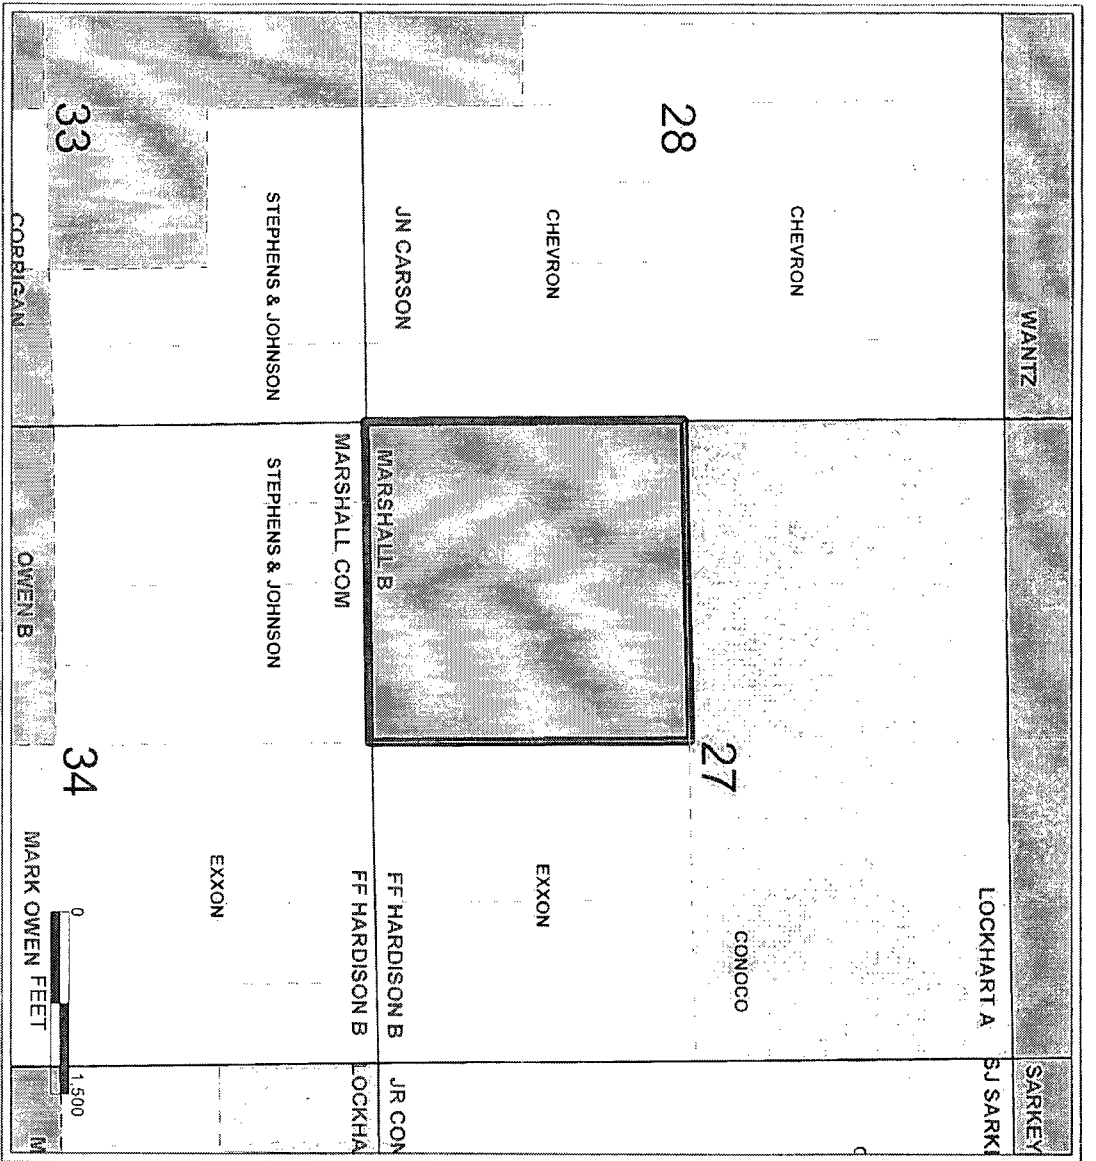 WANTZ
SARKEY
LOCKHART A
SJ SARKE
CHEVRON
28
27
CONOCO
CHEVRON
EXXON
JN CARSON
MARSHALL B
FF HARDISON B
JR CON
MARSHALL COM
FF HARDISON B
LOCKHA
STEPHENS & JOHNSON
STEPHENS & JOHNSON
EXXON
33
34
0
1,500
FEET
CORRIGAN
OWEN B
MARK OWEN
M